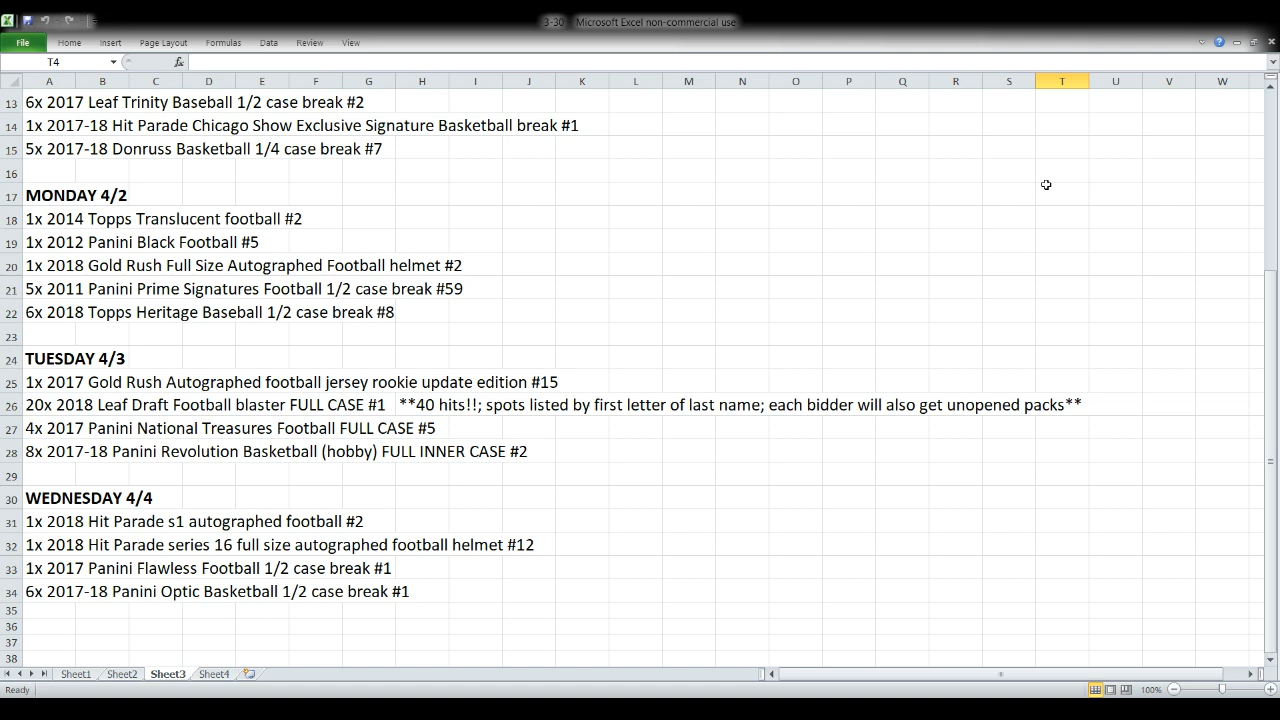 3-30 Microsoft Excel non-commercial use
File Home Insert Page Layout Formulas Data Review View
T4 fx
A B C D E F G H I J K L M N O P Q R S T U V W
13 6x 2017 Leaf Trinity Baseball 1/2 case break #2
14 1x 2017-18 Hit Parade Chicago Show Exclusive Signature Basketball break #1
15 5x 2017-18 Donruss Basketball 1/4 case break #7
16
17 MONDAY 4/2
18 1x 2014 Topps Translucent football #2
19 1x 2012 Panini Black Football #5
20 1x 2018 Gold Rush Full Size Autographed Football helmet #2
21 5x 2011 Panini Prime Signatures Football 1/2 case break #59
22 6x 2018 Topps Heritage Baseball 1/2 case break #8
23
24 TUESDAY 4/3
25 1x 2017 Gold Rush Autographed football jersey rookie update edition #15
26 20x 2018 Leaf Draft Football blaster FULL CASE #1 **40 hits!!; spots listed by first letter of last name; each bidder will also get unopened packs**
27 4x 2017 Panini National Treasures Football FULL CASE #5
28 8x 2017-18 Panini Revolution Basketball (hobby) FULL INNER CASE #2
29
30 WEDNESDAY 4/4
31 1x 2018 Hit Parade s1 autographed football #2
32 1x 2018 Hit Parade series 16 full size autographed football helmet #12
33 1x 2017 Panini Flawless Football 1/2 case break #1
34 6x 2017-18 Panini Optic Basketball 1/2 case break #1
35
36
37
38
Sheet1 Sheet2 Sheet3 Sheet4
Ready 100%